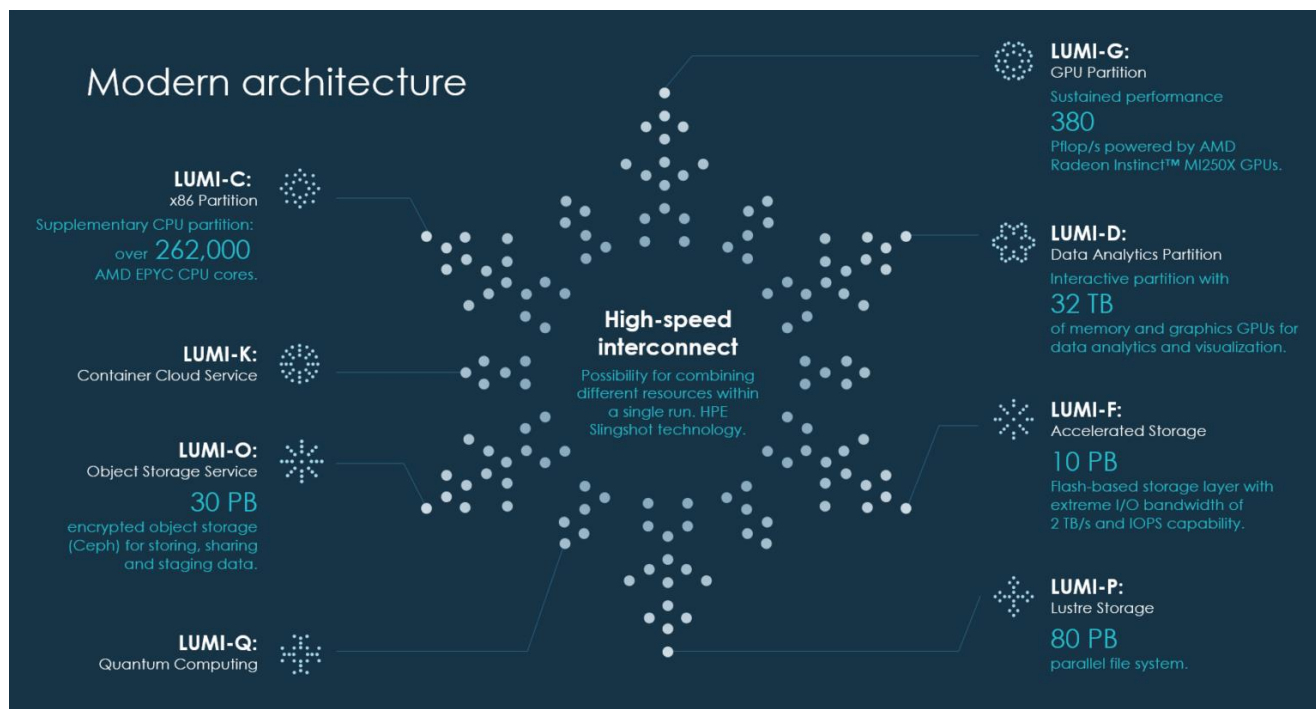 Modern architecture
LUMI-C:
x86 Partition
Supplementary CPU partition:
over 262,000
AMD EPYC CPU cores.
LUMI-K:
Container Cloud Service
LUMI-O:
Object Storage Service
30 PB
encrypted object storage
(Ceph) for storing, sharing
and staging data.
LUMI-Q:
Quantum Computing
High-speed
interconnect
Possibility for combining
different resources within
a single run. HPE
Slingshot technology.
LUMI-G:
GPU Partition
Sustained performance
380
Pflop/s powered by AMD
Radeon Instinct™ MI250X GPUs.
LUMI-D:
Data Analytics Partition
Interactive partition with
32 TB
of memory and graphics GPUs for
data analytics and visualization.
LUMI-F:
Accelerated Storage
10 PB
Flash-based storage layer with
extreme I/O bandwidth of
2 TB/s and IOPS capability.
LUMI-P:
Lustre Storage
80 PB
parallel file system.